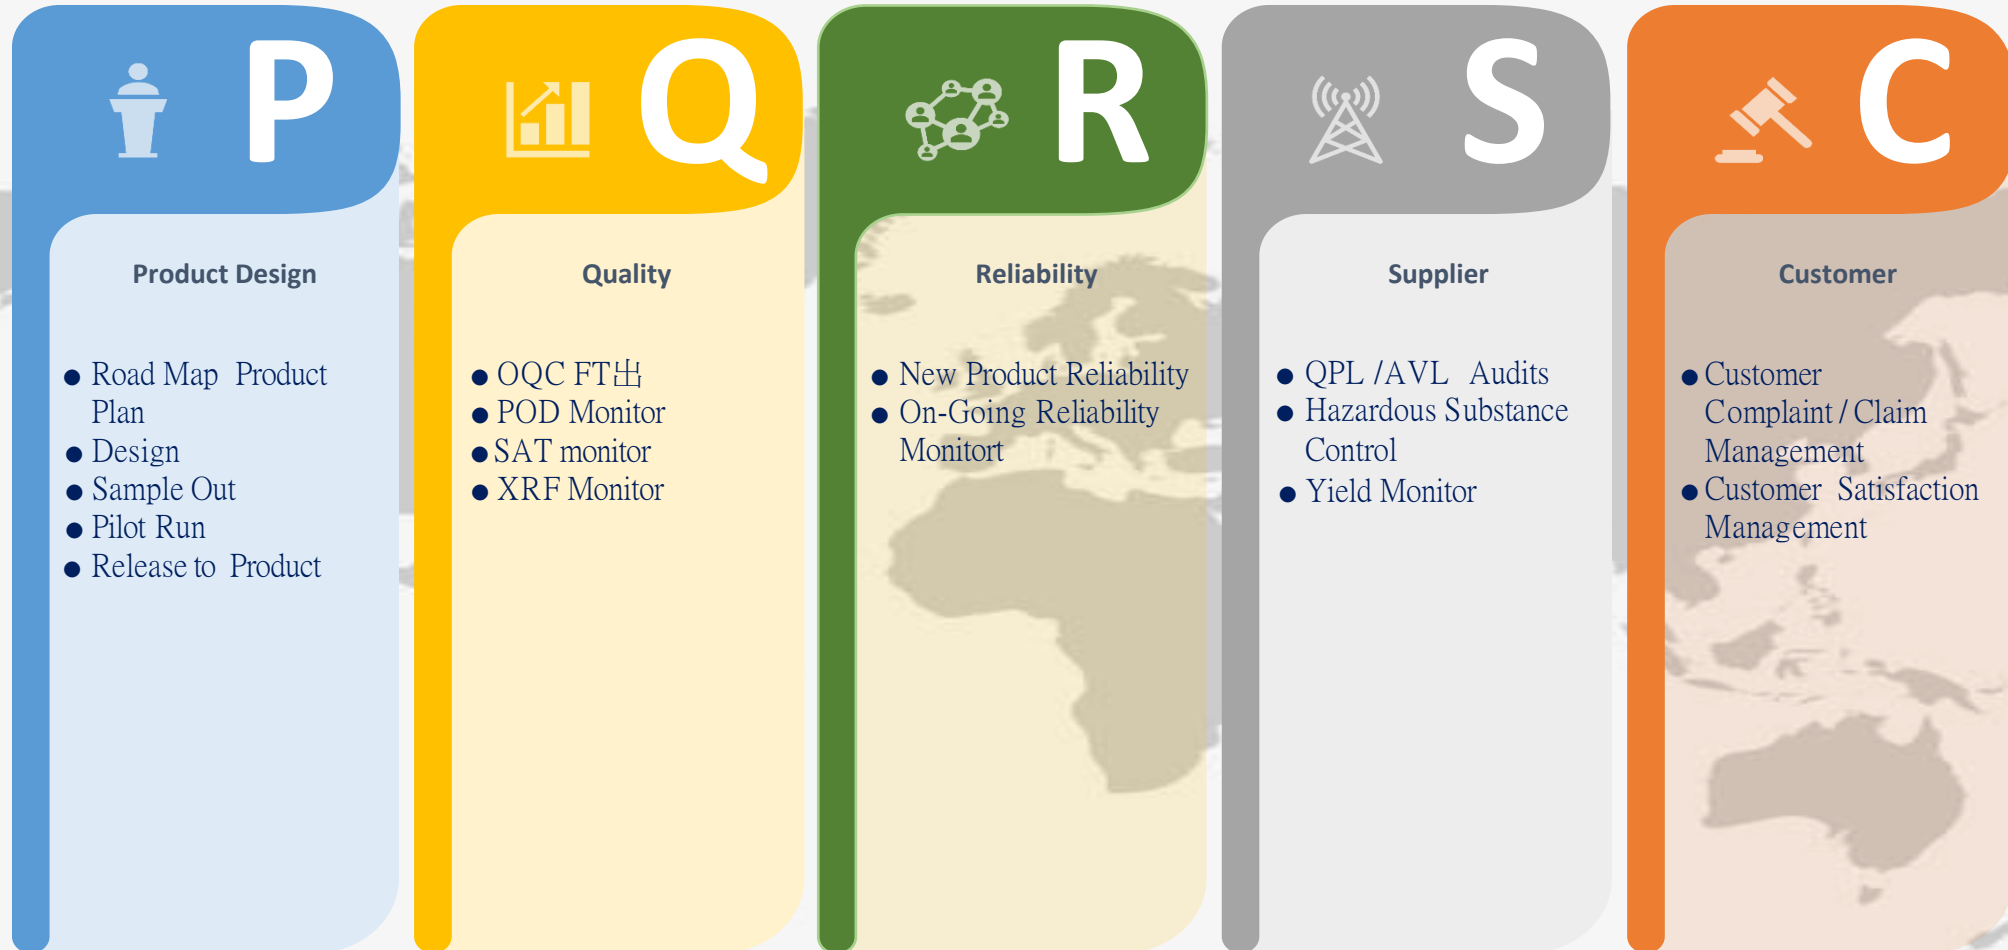 P
Product Design
● Road Map Product
Plan
● Design
● Sample Out
● Pilot Run
● Release to Product
Q
Quality
● OQC FT出
● POD Monitor
● SAT monitor
● XRF Monitor
R
Reliability
● New Product Reliability
● On-Going Reliability
Monitort
S
Supplier
● QPL /AVL Audits
● Hazardous Substance
Control
● Yield Monitor
C
Customer
● Customer
Complaint / Claim
Management
● Customer Satisfaction
Management